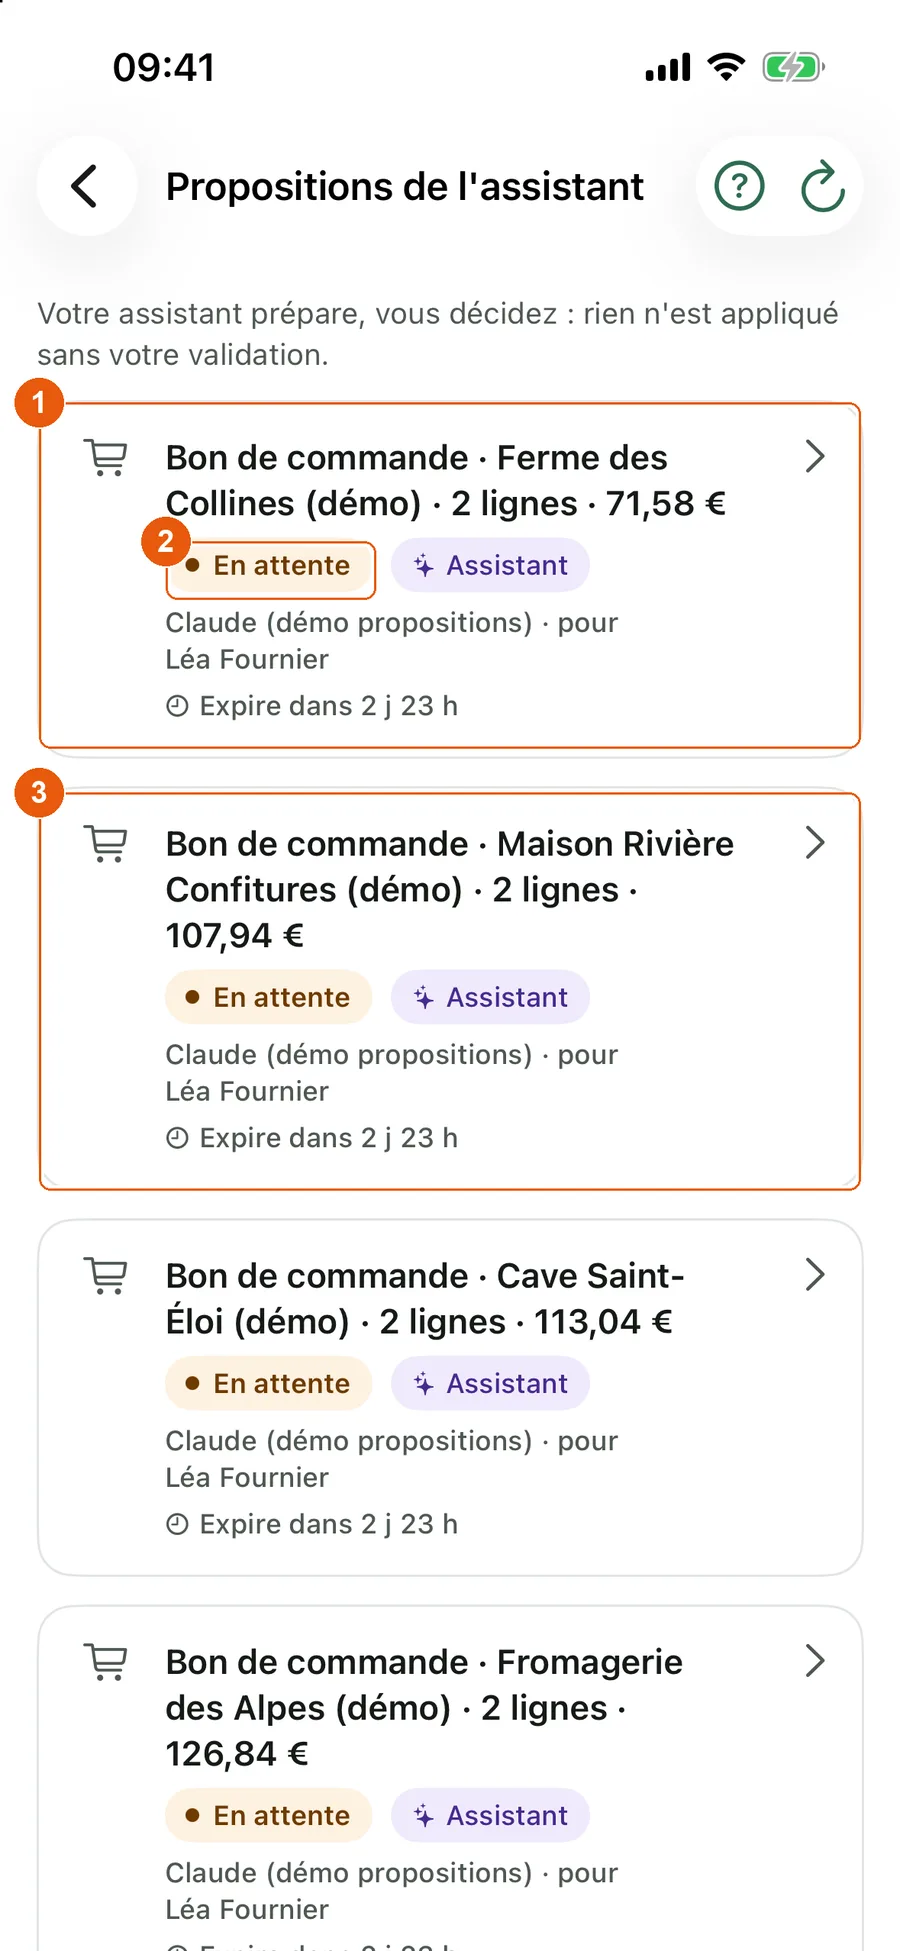 09:41
Propositions de l'assistant
?
Votre assistant prépare, vous décidez : rien n'est appliqué
sans votre validation.
1
Bon de commande · Ferme des
Collines (démo) · 2 lignes · 71,58 €
2
En attente
Assistant
Claude (démo propositions) · pour
Léa Fournier
Expire dans 2 j 23 h
3
Bon de commande · Maison Rivière
Confitures (démo) · 2 lignes ·
107,94 €
En attente
Assistant
Claude (démo propositions) · pour
Léa Fournier
Expire dans 2 j 23 h
Bon de commande · Cave Saint-
Éloi (démo) · 2 lignes · 113,04 €
En attente
Assistant
Claude (démo propositions) · pour
Léa Fournier
Expire dans 2 j 23 h
Bon de commande · Fromagerie
des Alpes (démo) · 2 lignes ·
126,84 €
En attente
Assistant
Claude (démo propositions) · pour
Léa Fournier